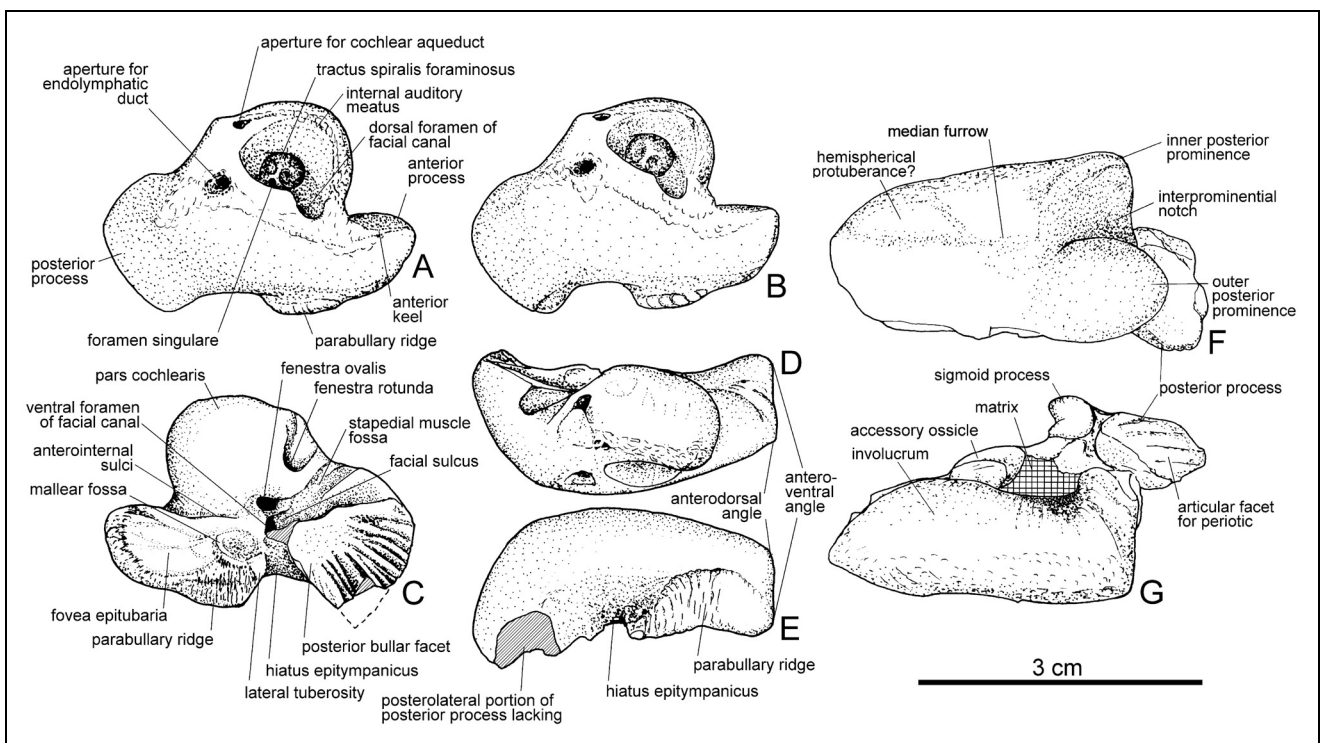 aperture for cochlear aqueduct
aperture for
endolymphatic
duct
tractus spiralis foraminosus
internal auditory
meatus
dorsal foramen of
facial canal
anterior
process
posterior
process
A
anterior
keel
foramen singulare
parabullary ridge
B
median furrow
hemispherical
protuberance?
inner posterior
prominence
interprominential
notch
outer
posterior
prominence
F
posterior process
pars cochlearis
fenestra ovalis
fenestra rotunda
ventral foramen
of facial canal
stapedial muscle
fossa
anterointernal
sulci
facial sulcus
mallear fossa
C
fovea epitubaria
parabullary ridge
posterior bullar facet
hiatus epitympanicus
lateral tuberosity
D
anterodorsal
angle
antero-
ventral
angle
E
parabullary ridge
hiatus epitympanicus
posterolateral portion of
posterior process lacking
sigmoid process
matrix
accessory ossicle
involucrum
articular facet
for periotic
G
3 cm